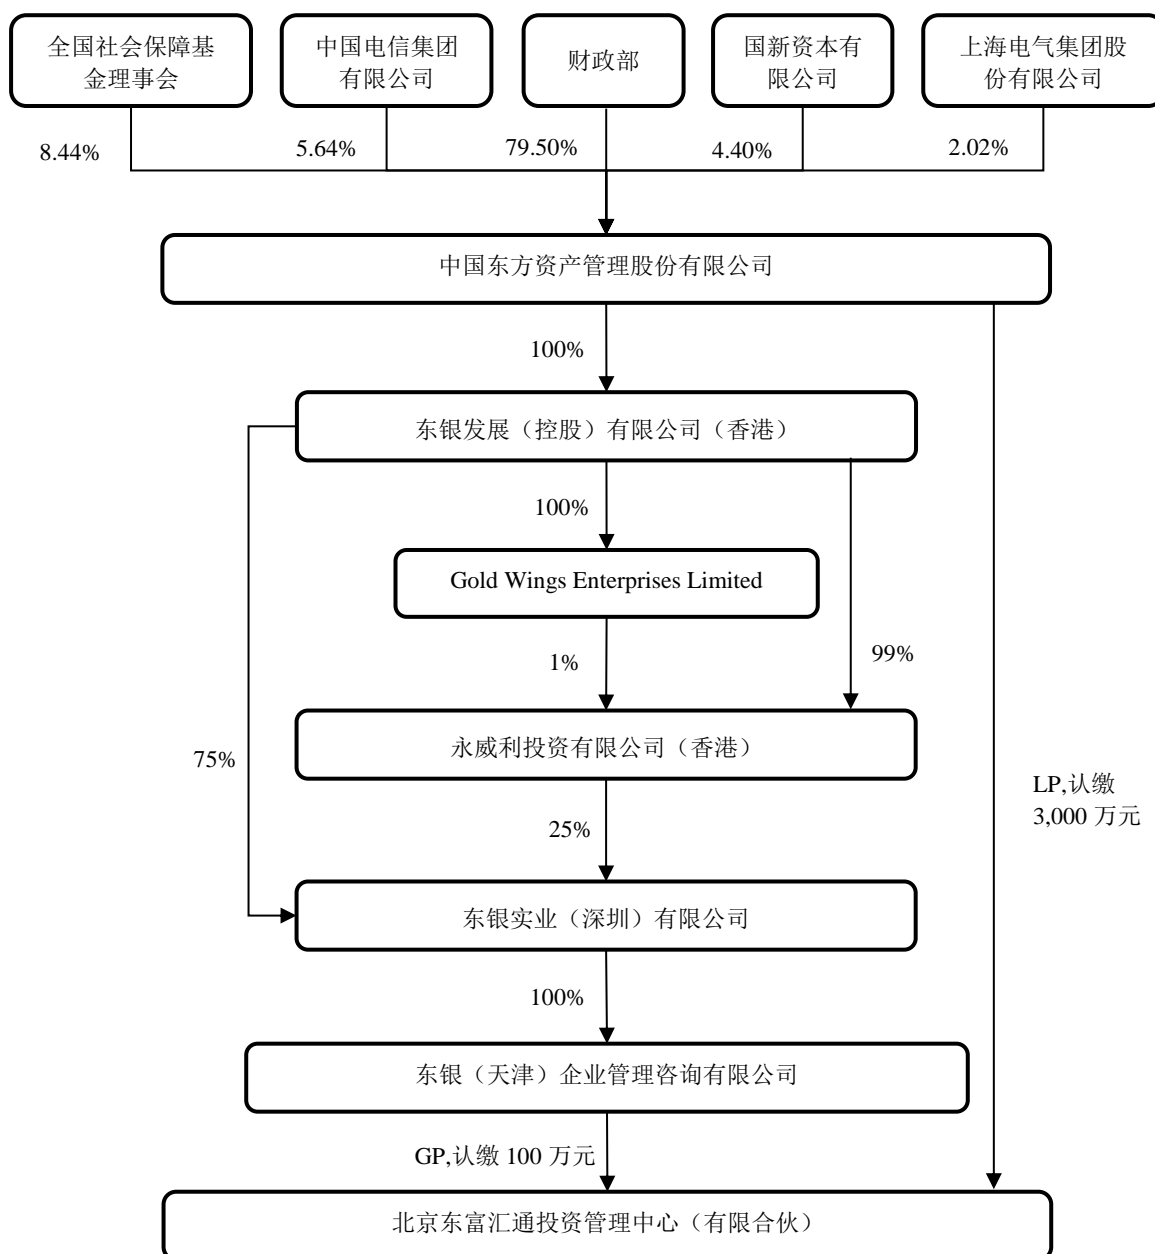 全国社会保障基
金理事会
中国电信集团
有限公司
财政部
国新资本有
限公司
上海电气集团股
份有限公司
8.44%
5.64%
79.50%
4.40%
2.02%
中国东方资产管理股份有限公司
100%
东银发展（控股）有限公司（香港）
100%
Gold Wings Enterprises Limited
1%
99%
永威利投资有限公司（香港）
75%
LP,认缴
3,000 万元
25%
东银实业（深圳）有限公司
100%
东银（天津）企业管理咨询有限公司
GP,认缴 100 万元
北京东富汇通投资管理中心（有限合伙）